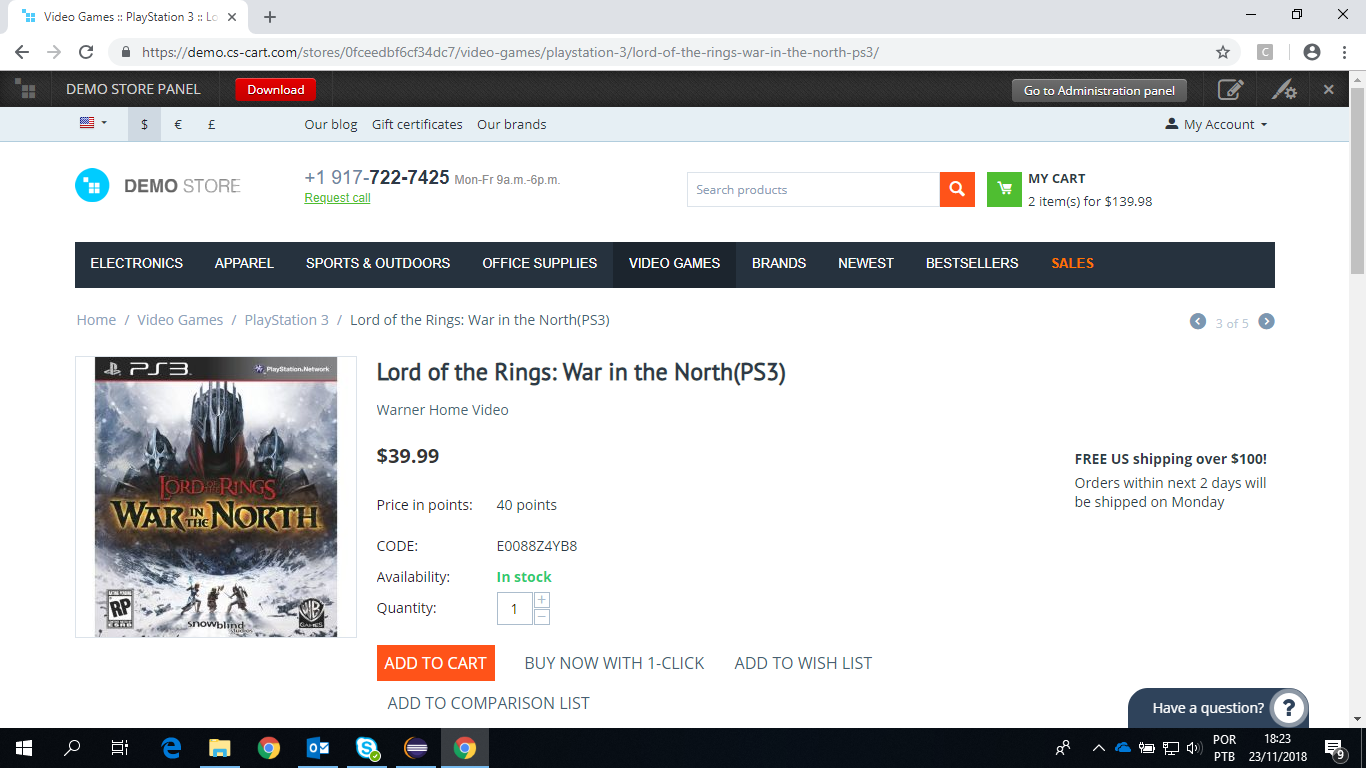 Video Games :: PlayStation 3 :: Lo
https://demo.cs-cart.com/stores/0fceedbf6cf34dc7/video-games/playstation-3/lord-of-the-rings-war-in-the-north-ps3/
C
DEMO STORE PANEL
Download
Go to Administration panel
$ € £
Our blog Gift certificates Our brands
My Account
DEMO STORE
+1 917-722-7425 Mon-Fr 9a.m.-6p.m.
Request call
Search products
MY CART
2 item(s) for $139.98
ELECTRONICS APPAREL SPORTS & OUTDOORS OFFICE SUPPLIES VIDEO GAMES BRANDS NEWEST BESTSELLERS SALES
Home / Video Games / PlayStation 3 / Lord of the Rings: War in the North(PS3)
3 of 5
PS3
PlayStation Network
LORD OF THE RINGS
WAR IN THE NORTH
RP
ESRB
snowblind
studios
WB
GAMES
Lord of the Rings: War in the North(PS3)
Warner Home Video
$39.99
Price in points: 40 points
CODE: E0088Z4YB8
Availability: In stock
Quantity: 1 + −
ADD TO CART BUY NOW WITH 1-CLICK ADD TO WISH LIST
ADD TO COMPARISON LIST
FREE US shipping over $100!
Orders within next 2 days will
be shipped on Monday
Have a question? ?
POR
PTB
18:23
23/11/2018
9